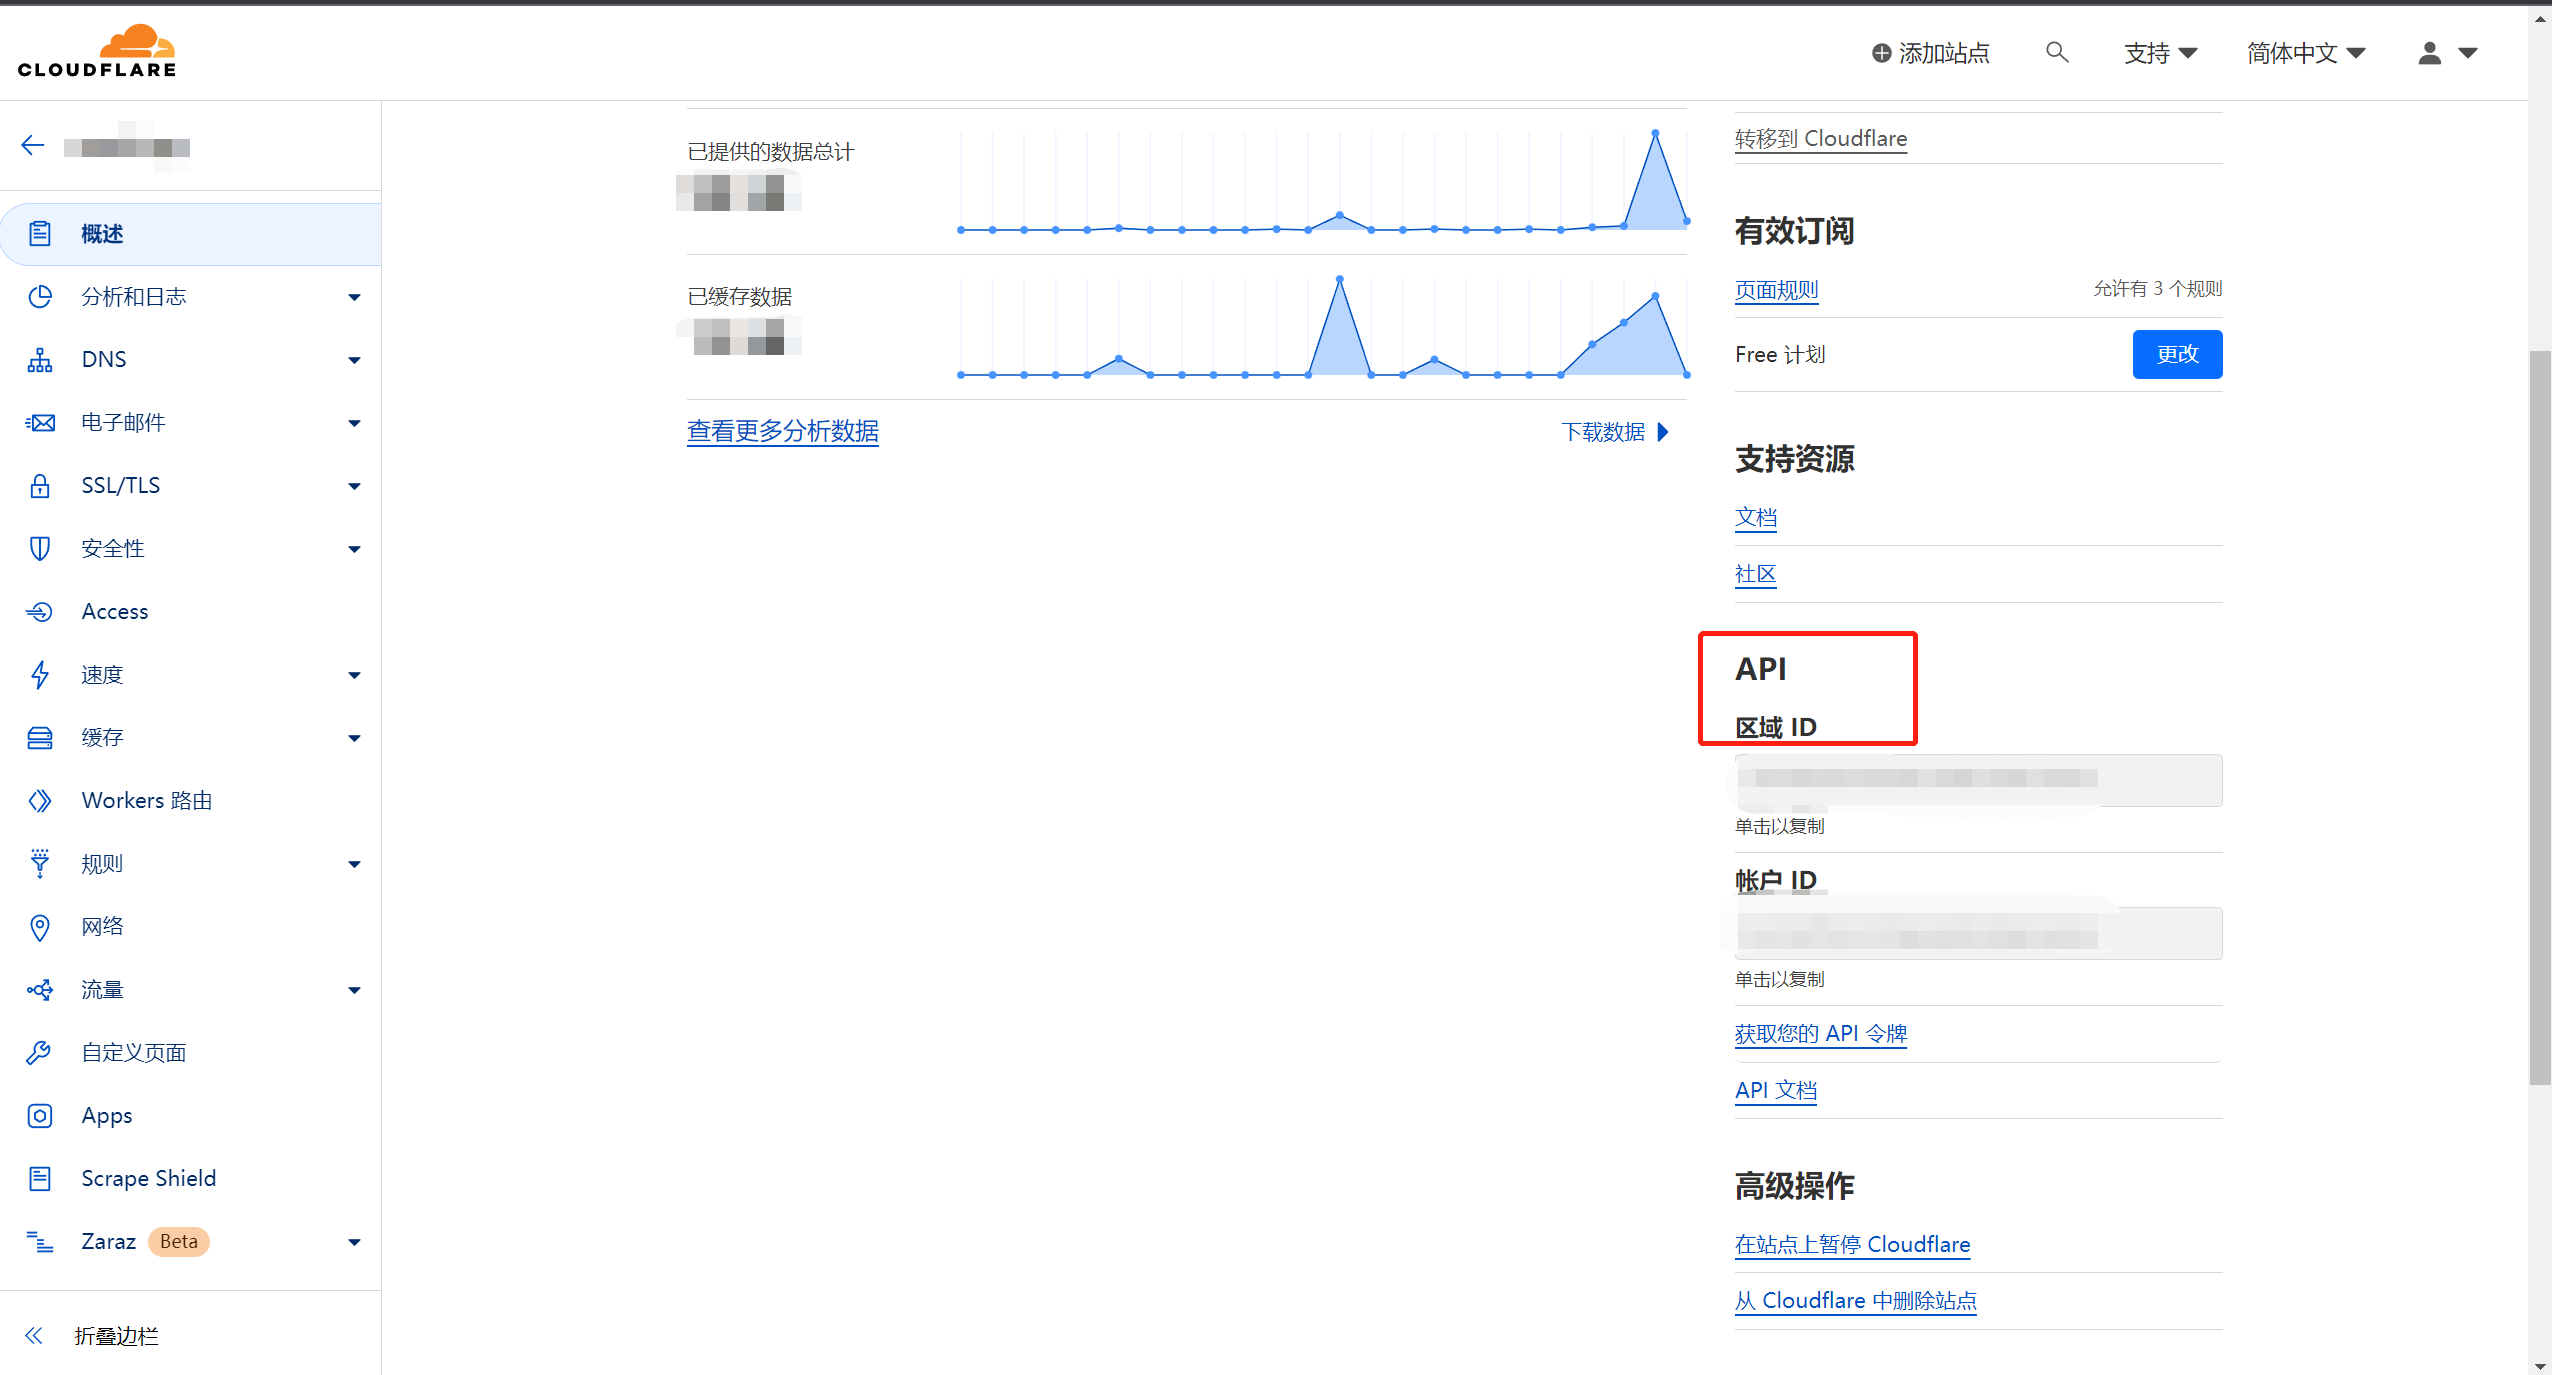 CLOUDFLARE
添加站点
支持
简体中文
概述
分析和日志
DNS
电子邮件
SSL/TLS
安全性
Access
速度
缓存
Workers 路由
规则
网络
流量
自定义页面
Apps
Scrape Shield
Zaraz Beta
折叠边栏
已提供的数据总计
已缓存数据
查看更多分析数据
下载数据
转移到 Cloudflare
有效订阅
页面规则
允许有 3 个规则
Free 计划
更改
支持资源
文档
社区
API
区域 ID
单击以复制
帐户 ID
单击以复制
获取您的 API 令牌
API 文档
高级操作
在站点上暂停 Cloudflare
从 Cloudflare 中删除站点